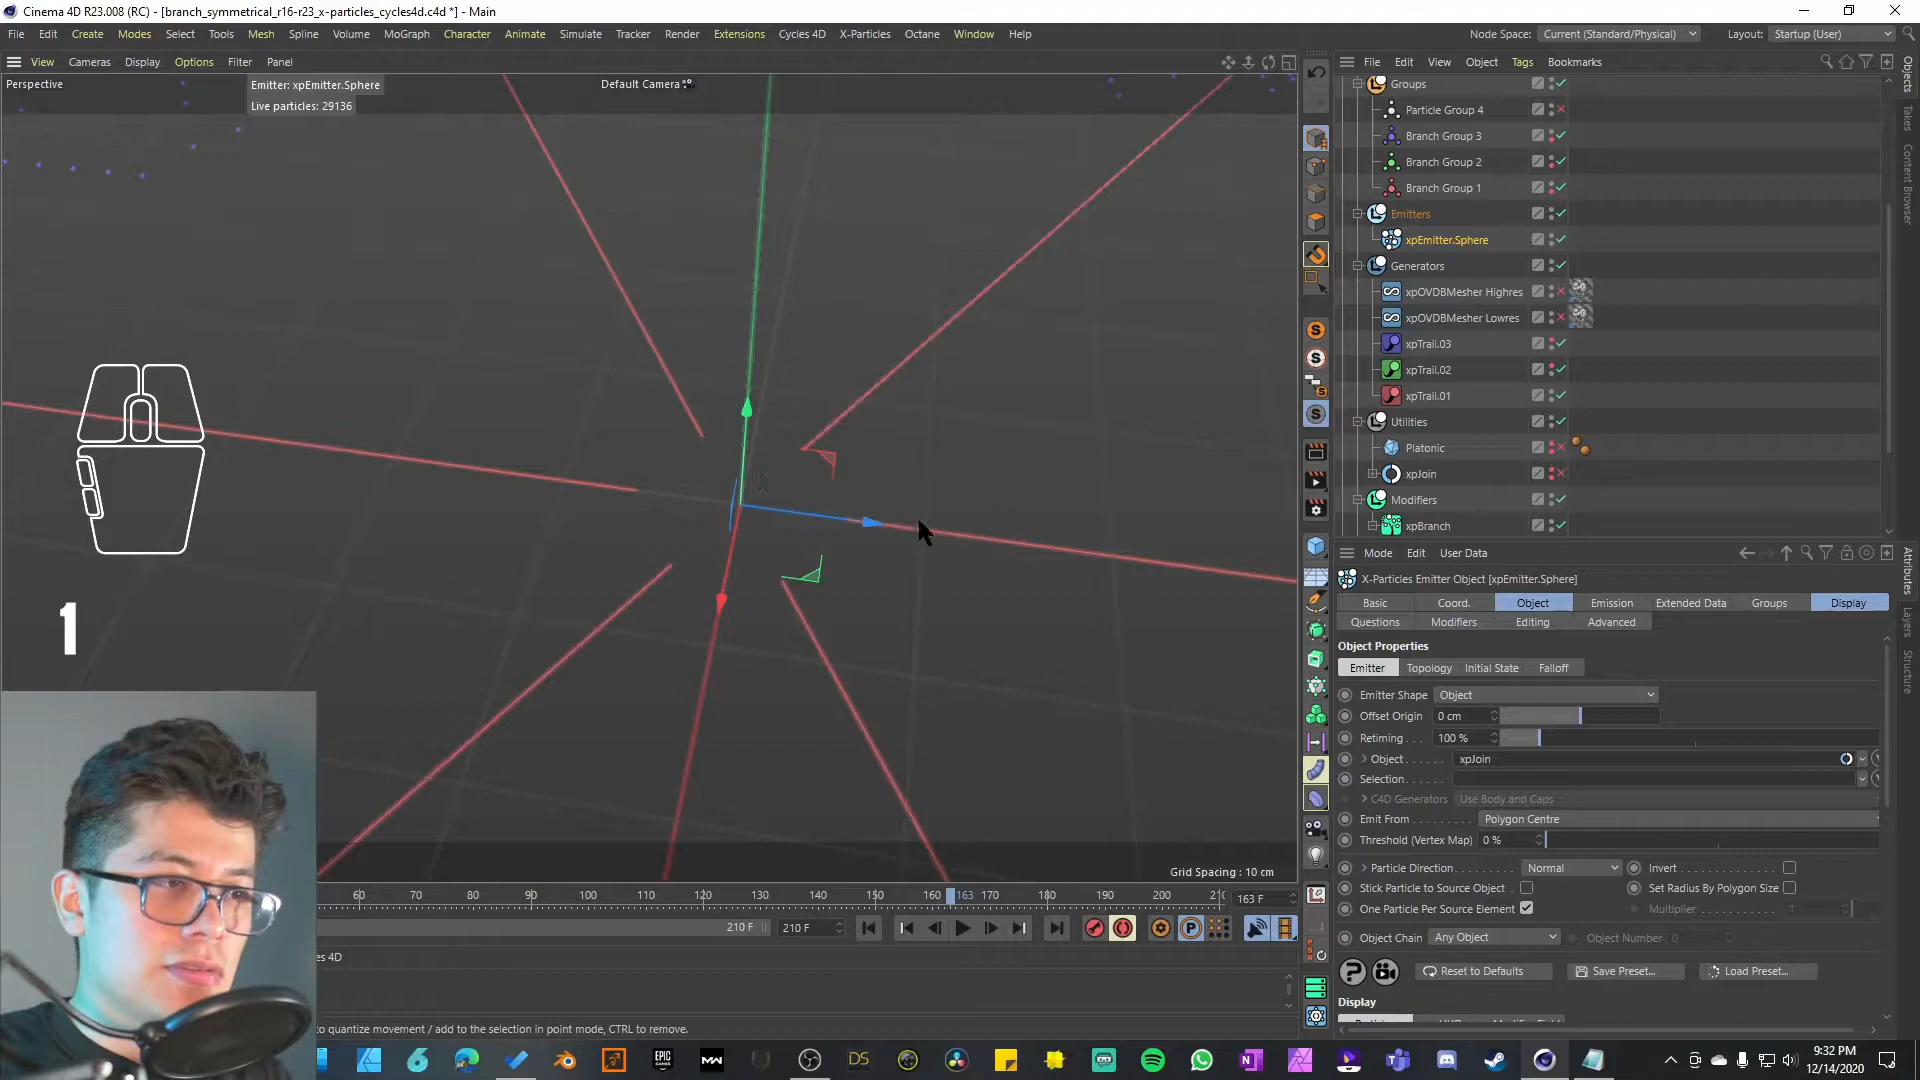 Cinema 4D R23.008 (RC) - [branch_symmetrical_r16-r23_x-particles_cycles4d.c4d *] - Main
File Edit Create Modes Select Tools Mesh Spline Volume MoGraph Character Animate Simulate Tracker Render Extensions Cycles 4D X-Particles Octane Window Help
Node Space: Current (Standard/Physical) Layout: Startup (User)
View Cameras Display Options Filter Panel
File Edit View Object Tags Bookmarks
Perspective
Emitter: xpEmitter.Sphere
Live particles: 29136
Default Camera
Groups
Particle Group 4
Branch Group 3
Branch Group 2
Branch Group 1
Emitters
xpEmitter.Sphere
Generators
xpOVDBMesher Highres
xpOVDBMesher Lowres
xpTrail.03
xpTrail.02
xpTrail.01
Utilities
Platonic
xpJoin
Modifiers
xpBranch
Objects
Takes
Content Browser
Attributes
Layers
Structure
Mode Edit User Data
X-Particles Emitter Object [xpEmitter.Sphere]
Basic Coord. Object Emission Extended Data Groups Display
Questions Modifiers Editing Advanced
Object Properties
Emitter Topology Initial State Falloff
Emitter Shape Object
Offset Origin 0 cm
Retiming . . . 100 %
Object . . . . . . xpJoin
Selection. . . . . . .
C4D Generators Use Body and Caps
Emit From . . . . . . . . . . Polygon Centre
Threshold (Vertex Map) 0 %
Particle Direction . . . . . . . . Normal Invert . . . . . . . . . . . . . . . .
Stick Particle to Source Object Set Radius By Polygon Size
One Particle Per Source Element Multiplier . . . . . . . 1
Object Chain Any Object Object Number 0
Reset to Defaults Save Preset... Load Preset...
Display
1
Grid Spacing : 10 cm
60 70 80 90 100 110 120 130 140 150 160 163 170 180 190 200 163 F
210 F 210 F
es 4D
to quantize movement / add to the selection in point mode, CTRL to remove.
DS
9:32 PM
12/14/2020